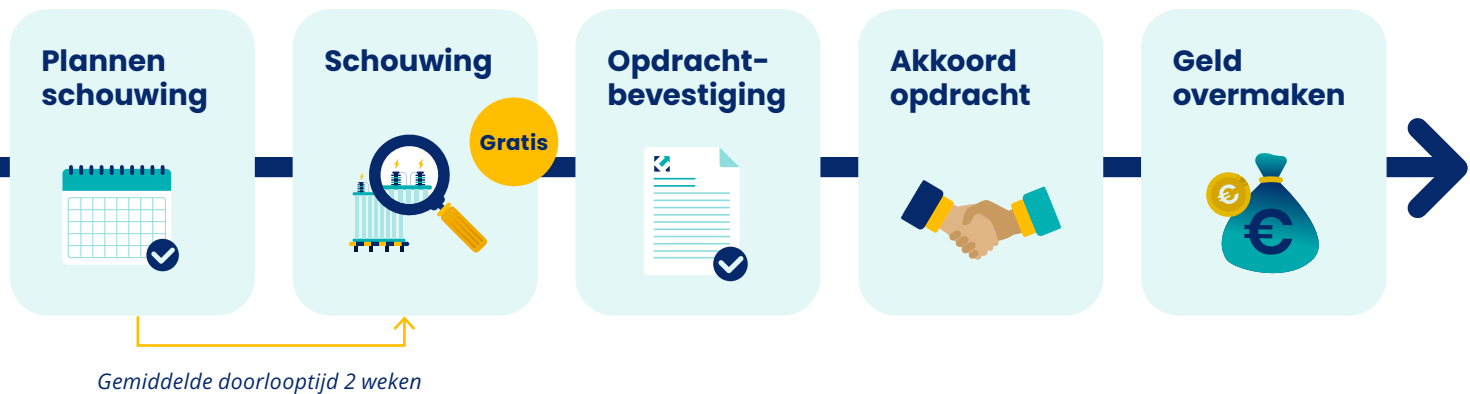 Plannen
schouwing
Schouwing
Gratis
Opdracht-
bevestiging
Akkoord
opdracht
Geld
overmaken
€
€
Gemiddelde doorlooptijd 2 weken